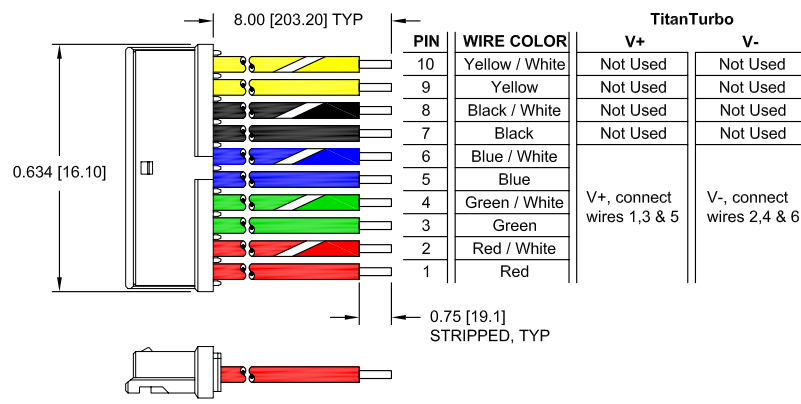 8.00 [203.20] TYP
TitanTurbo
PIN WIRE COLOR V+ V-
10 Yellow / White Not Used Not Used
9 Yellow Not Used Not Used
8 Black / White Not Used Not Used
7 Black Not Used Not Used
6 Blue / White
5 Blue
4 Green / White
3 Green
2 Red / White
1 Red
V+, connect
wires 1,3 & 5
V-, connect
wires 2,4 & 6
0.634 [16.10]
0.75 [19.1]
STRIPPED, TYP